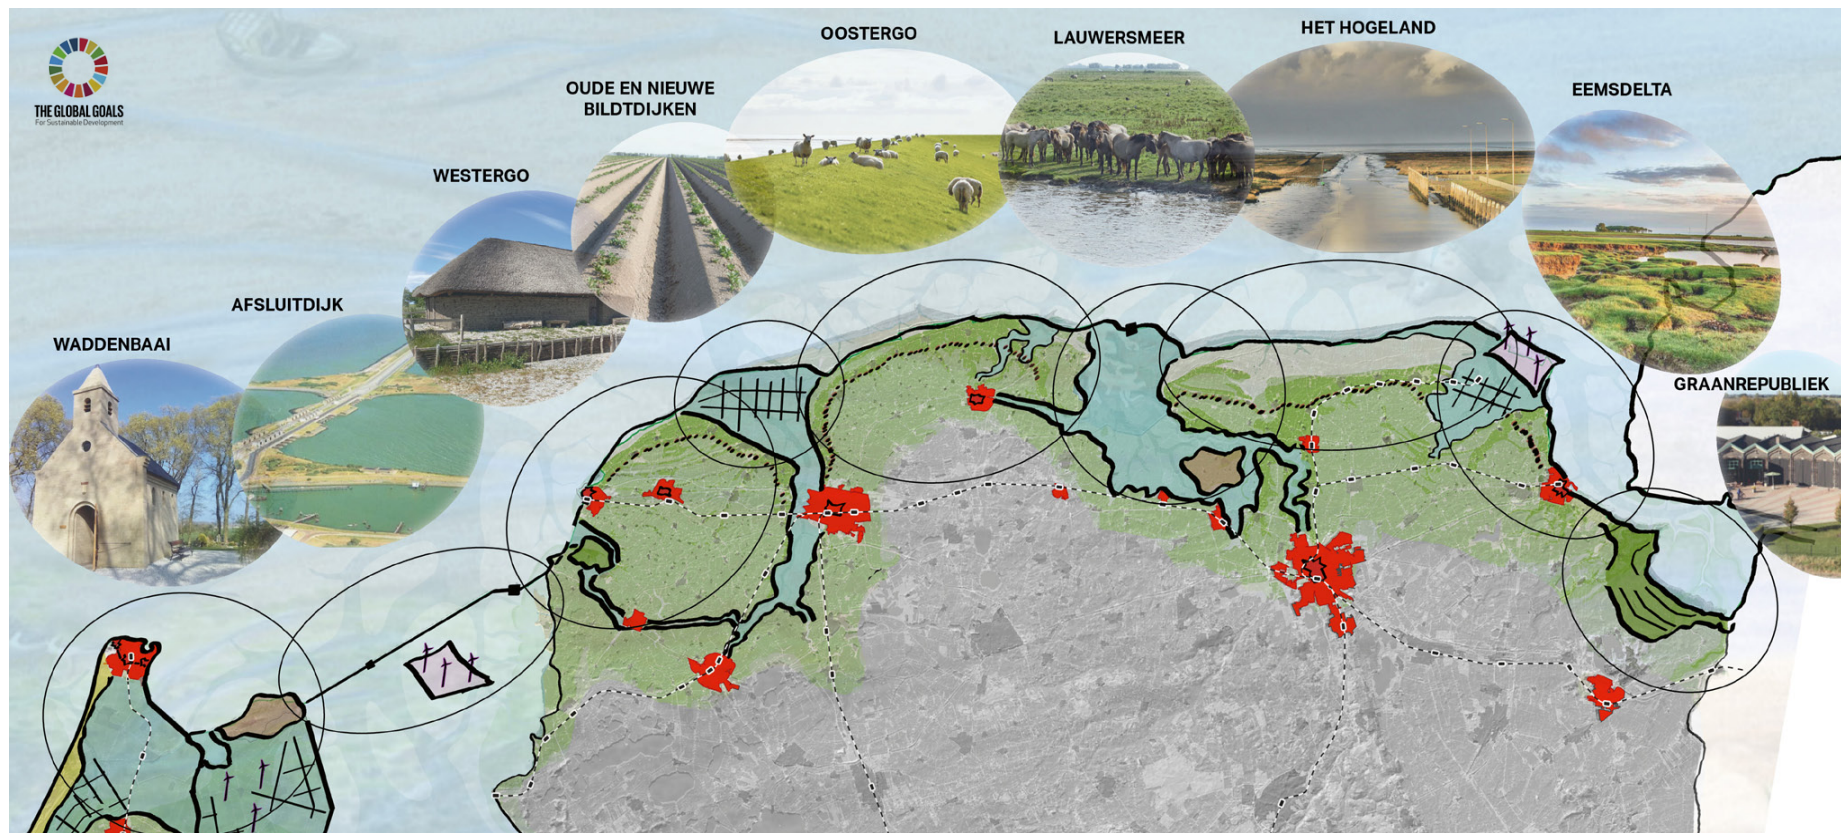 THE GLOBAL GOALS
For Sustainable Development
WADDENBAAI
AFSLUITDIJK
WESTERGO
OUDE EN NIEUWE
BILDTDIJKEN
OOSTERGO
LAUWERSMEER
HET HOGELAND
EEMSDELTA
GRAANREPUBLIEK